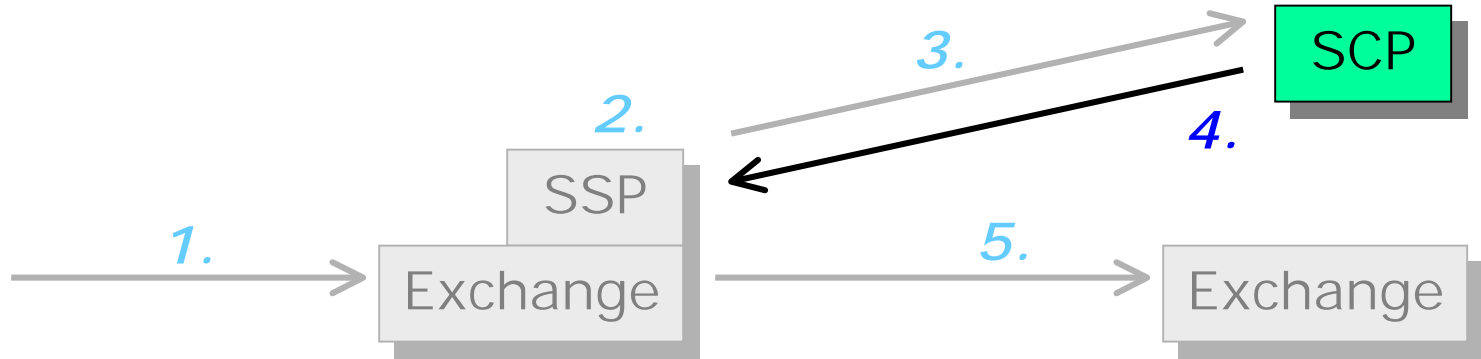 3.
SCP
2.
4.
SSP
1.
5.
Exchange
Exchange